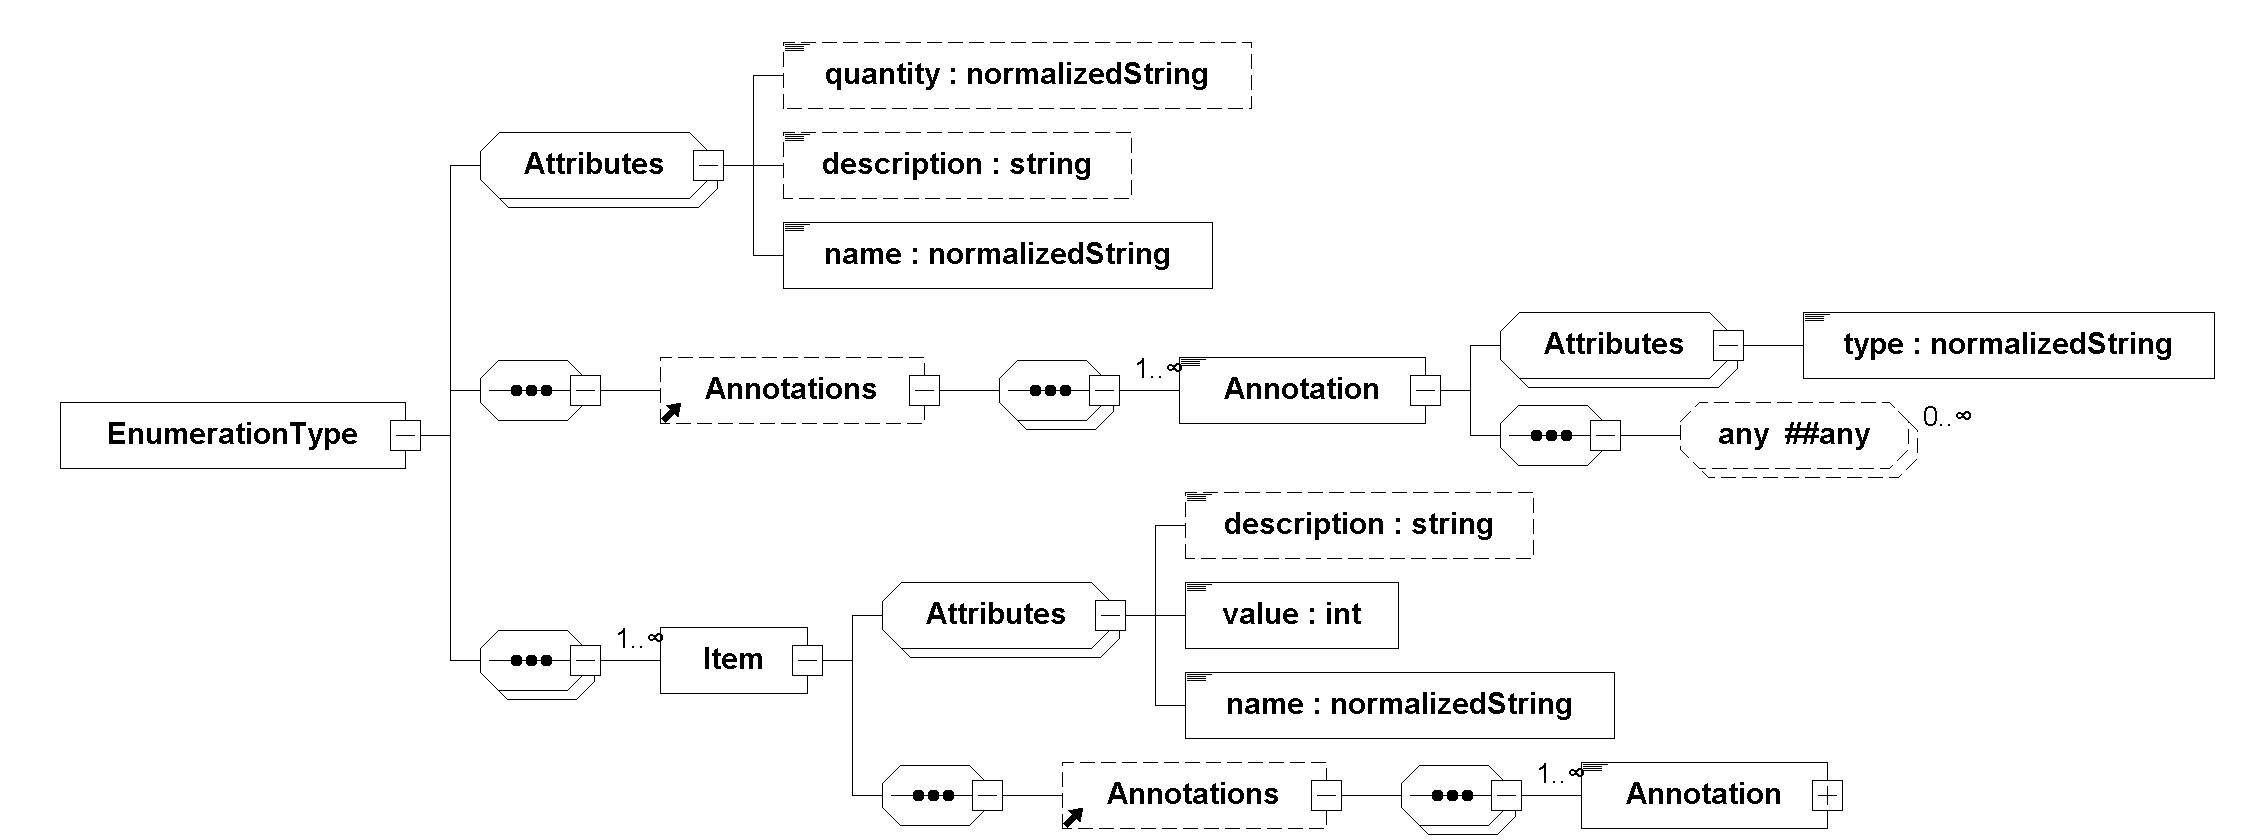 quantity : normalizedString
Attributes
description : string
name : normalizedString
Attributes
type : normalizedString
1..∞
Annotations
Annotation
EnumerationType
any ##any
0..∞
description : string
Attributes
value : int
1..∞
Item
name : normalizedString
1..∞
Annotations
Annotation